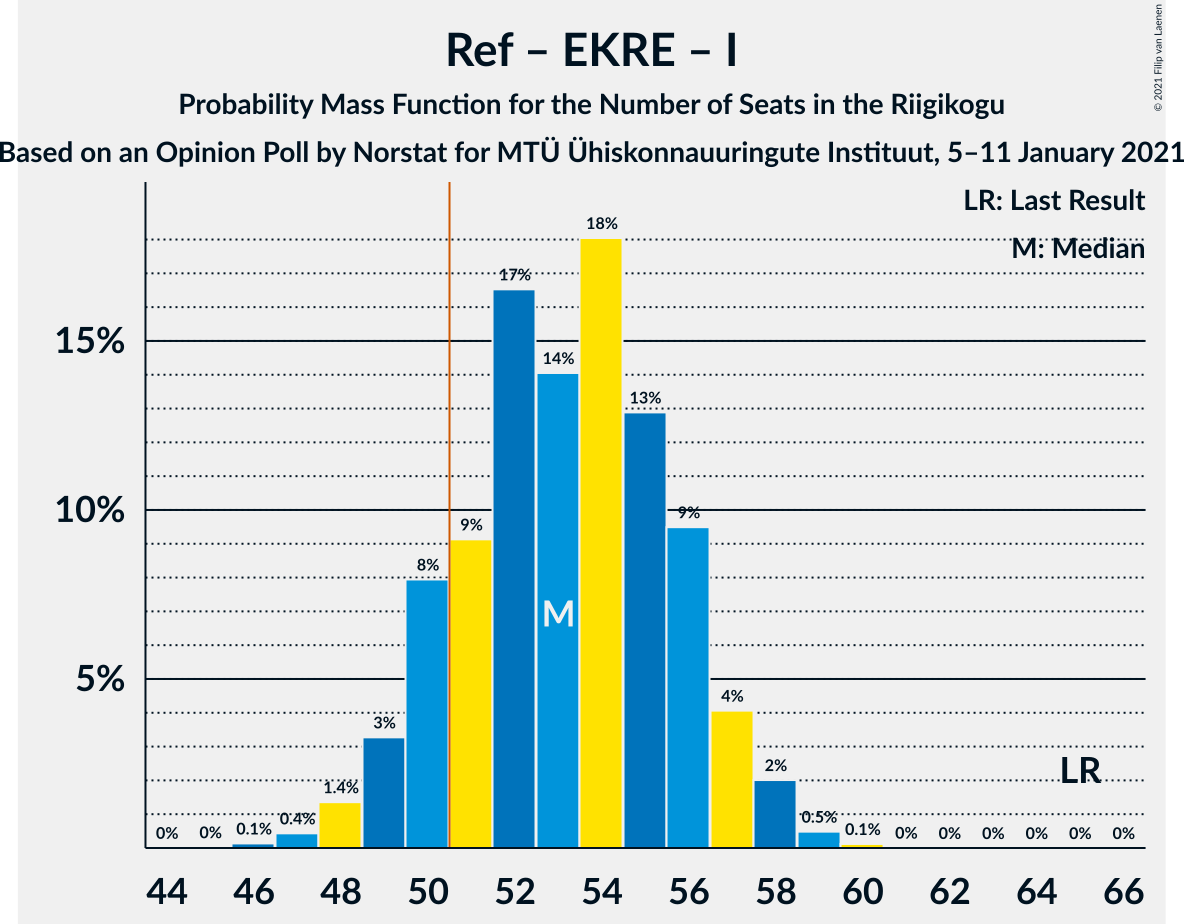 Ref – EKRE – I
Probability Mass Function for the Number of Seats in the Riigikogu
Based on an Opinion Poll by Norstat for MTÜ Ühiskonnauuringute Instituut, 5–11 January 2021
© 2021 Filip van Laenen
LR: Last Result
M: Median
18%
17%
15%
14%
13%
10%
9%
9%
8%
M
5%
4%
3%
2%
LR
1.4%
0% 0% 0.1% 0.4% 0.5% 0.1% 0% 0% 0% 0% 0% 0%
44 46 48 50 52 54 56 58 60 62 64 66